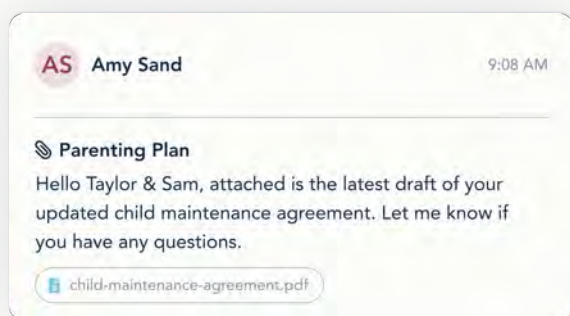 AS Amy Sand 9:08 AM
Parenting Plan
Hello Taylor & Sam, attached is the latest draft of your
updated child maintenance agreement. Let me know if
you have any questions.
child-maintenance-agreement.pdf